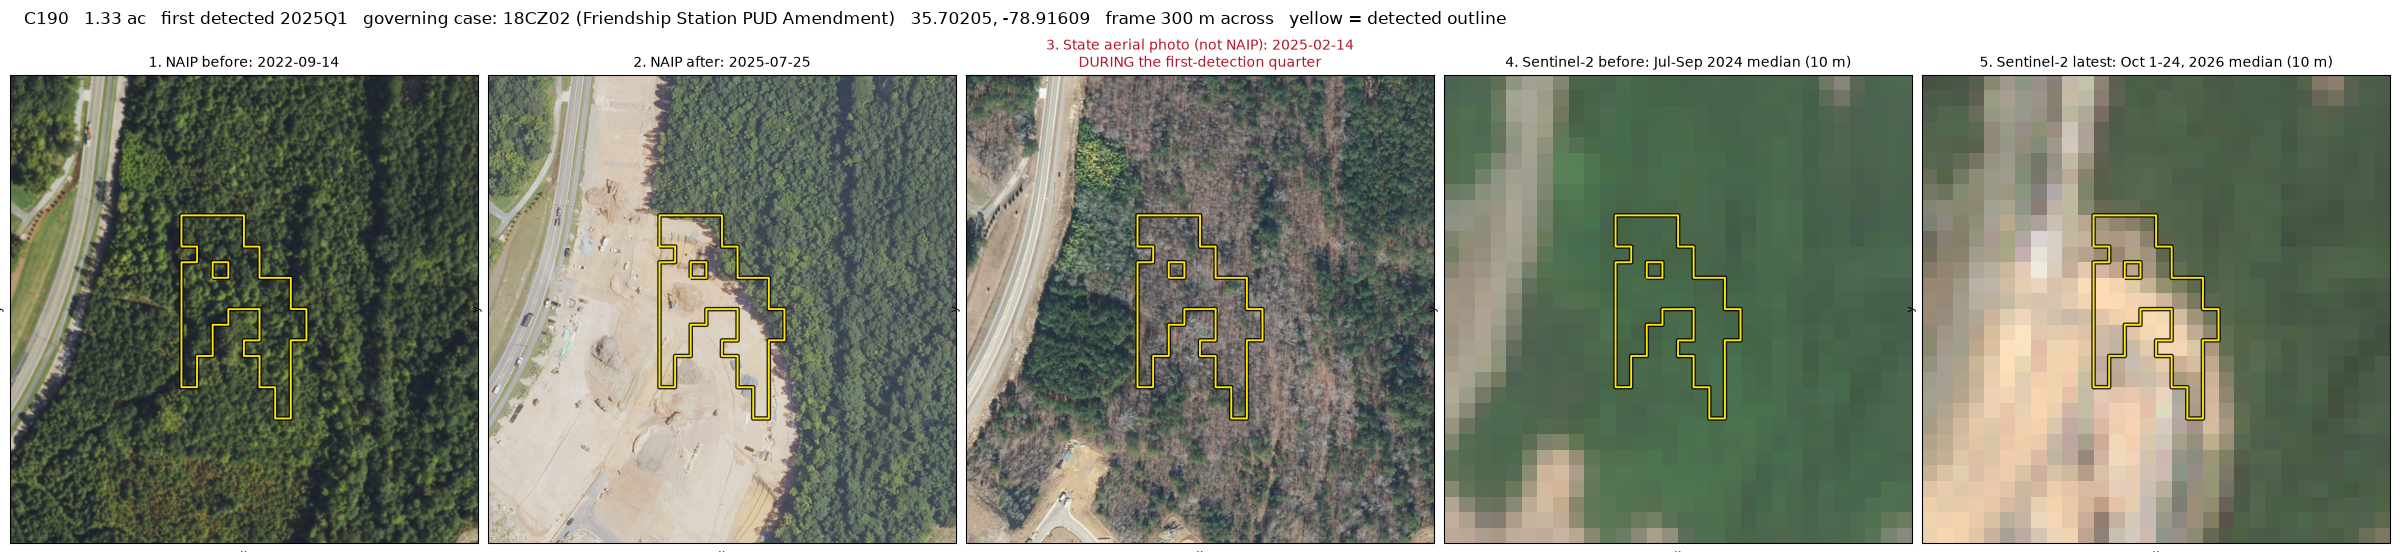 C190   1.33 ac   first detected 2025Q1   governing case: 18CZ02 (Friendship Station PUD Amendment)   35.70205, -78.91609   frame 300 m across   yellow = detected outline
1. NAIP before: 2022-09-14
2. NAIP after: 2025-07-25
3. State aerial photo (not NAIP): 2025-02-14
DURING the first-detection quarter
4. Sentinel-2 before: Jul-Sep 2024 median (10 m)
5. Sentinel-2 latest: Oct 1-24, 2026 median (10 m)